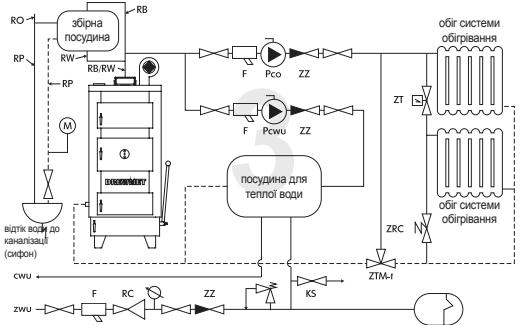 RO
RB
збірна
посудина
RW
RP
RP
RB/RW
M
F
Pco
ZZ
F
Pcwu
ZZ
обіг системи
обігрівання
ZT
3
посудина для
теплої води
обіг системи
обігрівання
ZRC
ZTM-r
відтік води до
каналізації
(сифон)
cwu
zwu
F
RC
ZZ
KS